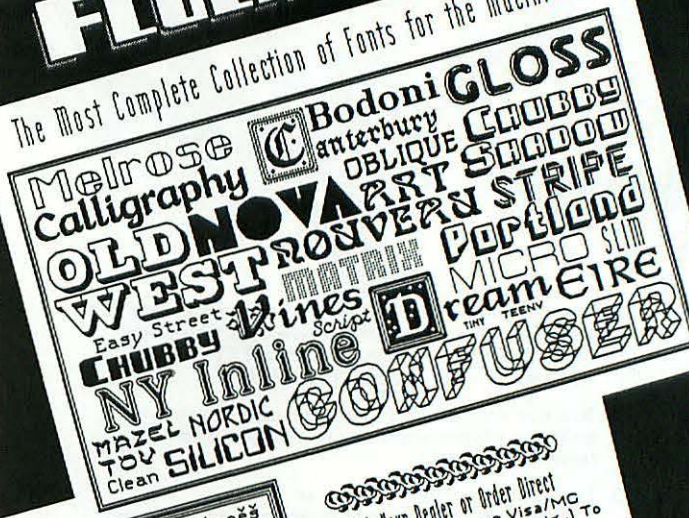 The Most Complete Collection of Fonts for the
Melrose
Calligraphy
OLD
WEST
NOVA
Canterbury
Bodoni
OBLIQUE
ART
NOUVEAU
GLOSS
CHUBBY
SHADOW
STRIPE
Portland
MATRIX
MICRO SLIM
Easy Street
Vines
Script
Dream
EIRE
TINY TEENY
CHUBBY
NY Inline
CONFUSER
MAZEL
TOV
NORDIC
Clean
SILICON
Dealer or Order Direct
Visa/MC
To